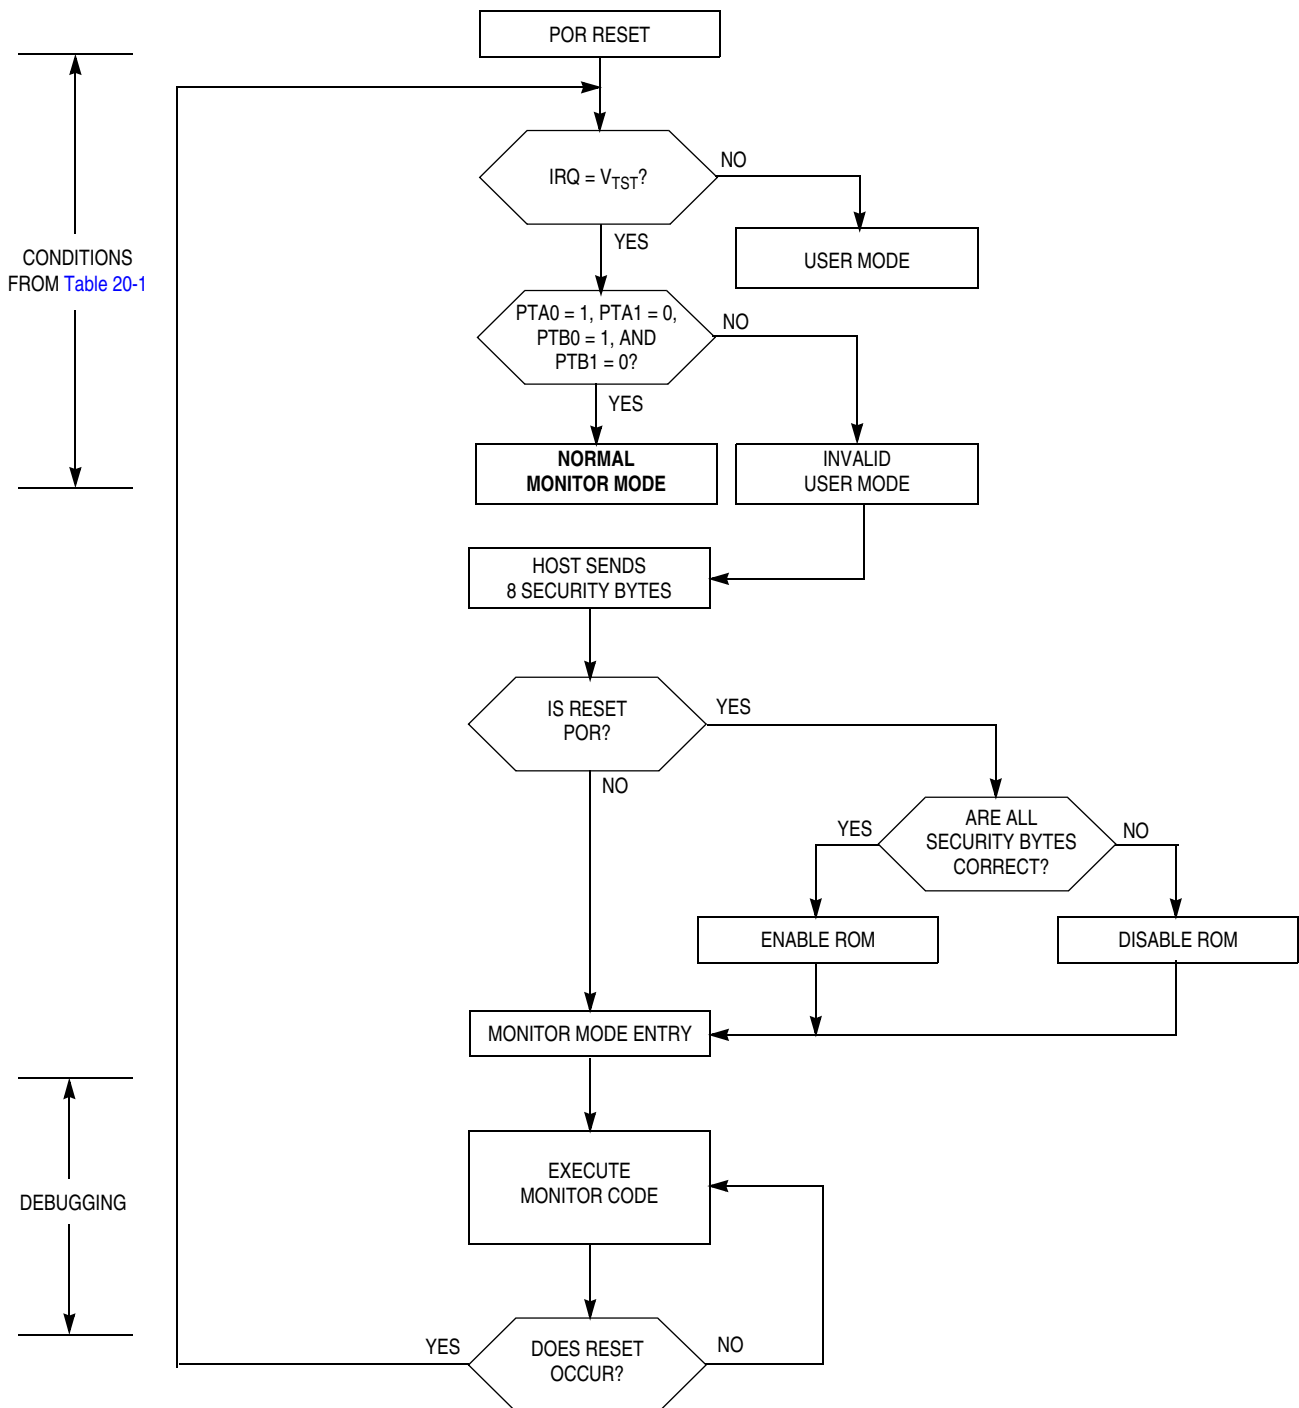 POR RESET
IRQ = VTST?
NO
YES
USER MODE
CONDITIONS
FROM Table 20-1
PTA0 = 1, PTA1 = 0,
PTB0 = 1, AND
PTB1 = 0?
NO
YES
NORMAL
MONITOR MODE
INVALID
USER MODE
HOST SENDS
8 SECURITY BYTES
IS RESET
POR?
YES
NO
ARE ALL
SECURITY BYTES
CORRECT?
YES
NO
ENABLE ROM
DISABLE ROM
MONITOR MODE ENTRY
EXECUTE
MONITOR CODE
DEBUGGING
DOES RESET
OCCUR?
YES
NO